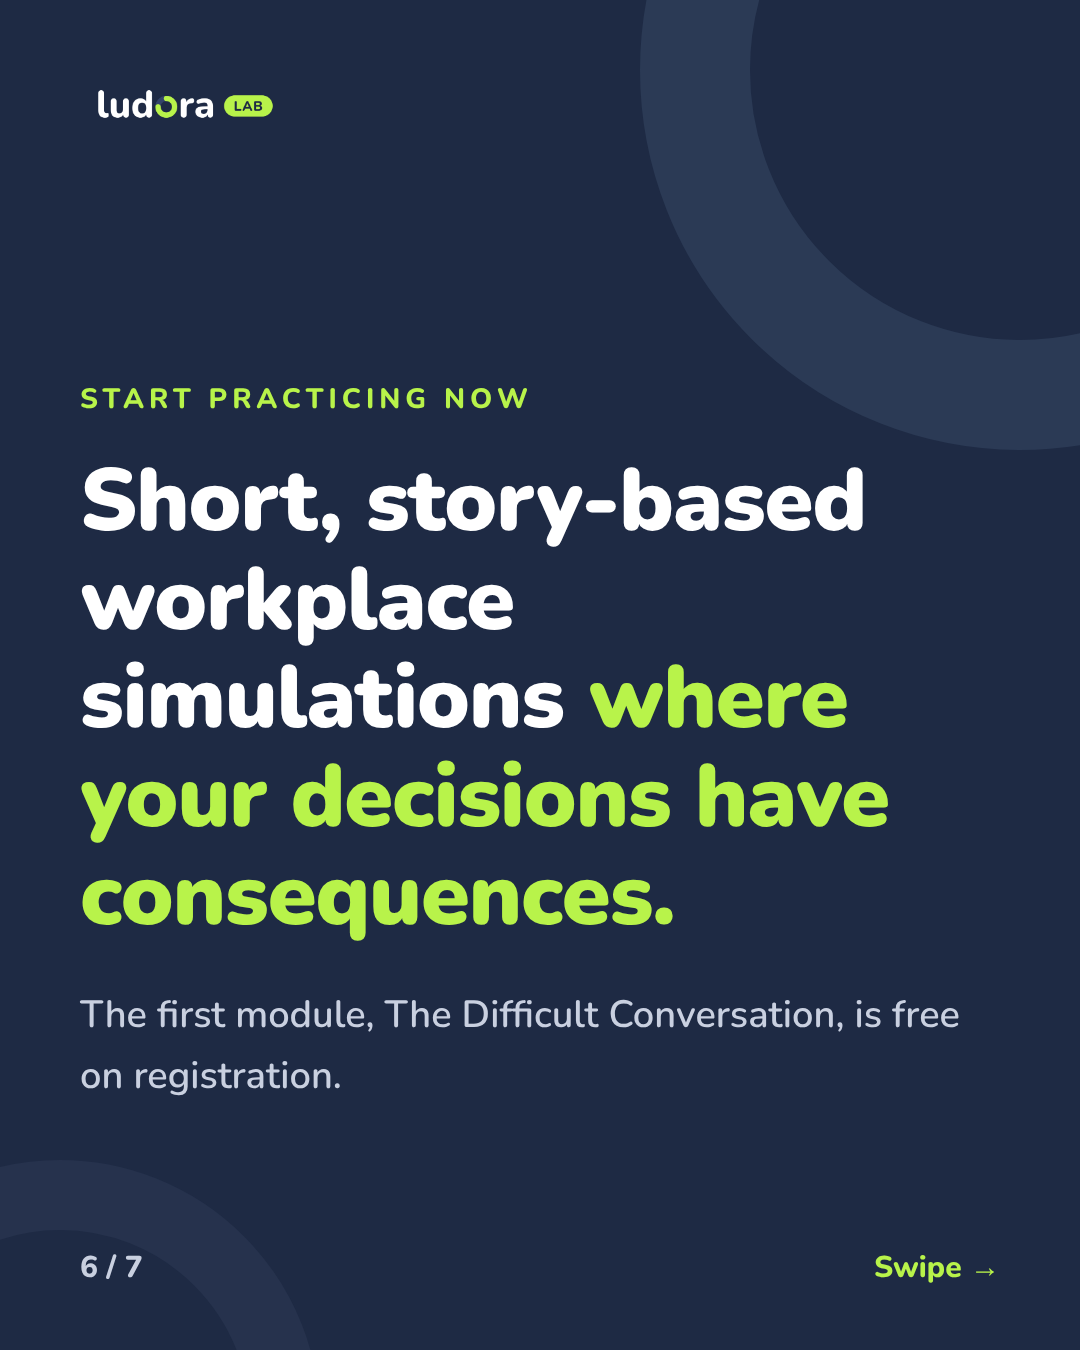 ludora LAB
START PRACTICING NOW
Short, story-based
workplace
simulations where
your decisions have
consequences.
The first module, The Difficult Conversation, is free
on registration.
6 / 7
Swipe →